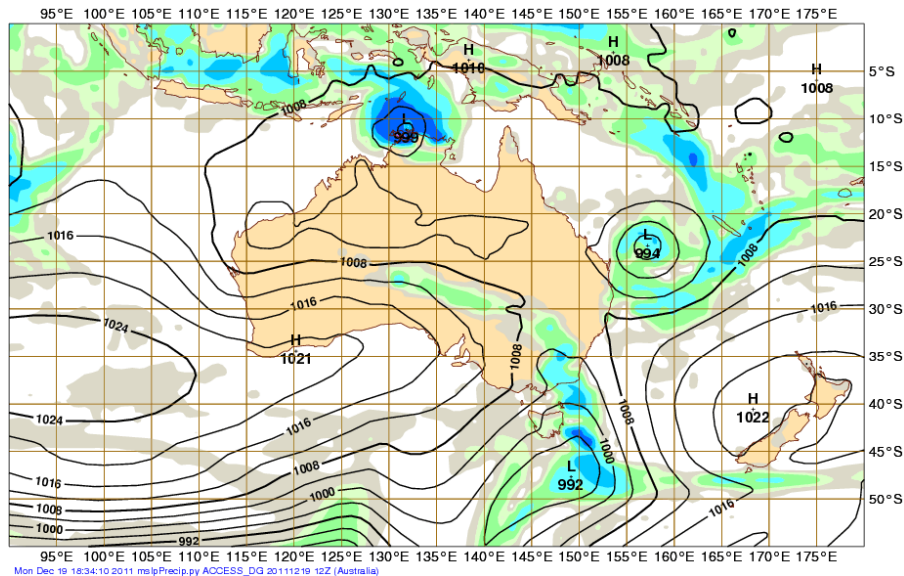 95°E 100°E 105°E 110°E 115°E 120°E 125°E 130°E 135°E 140°E 145°E 150°E 155°E 160°E 165°E 170°E 175°E
H
1008
H
1010
H
1008
5°S
1008
10°S
L
999
15°S
20°S
1016
L
994
1008
1008
25°S
1016
1016
30°S
1024
H
1021
1008
35°S
1024
1016
1008
H
1022
40°S
1016
1008
1000
45°S
1008
1000
L
992
1000
992
1016
50°S
95°E 100°E 105°E 110°E 115°E 120°E 125°E 130°E 135°E 140°E 145°E 150°E 155°E 160°E 165°E 170°E 175°E
Mon Dec 19 18:34:10 2011 mslpPrecip.py ACCESS_DG 20111219 12Z (Australia)